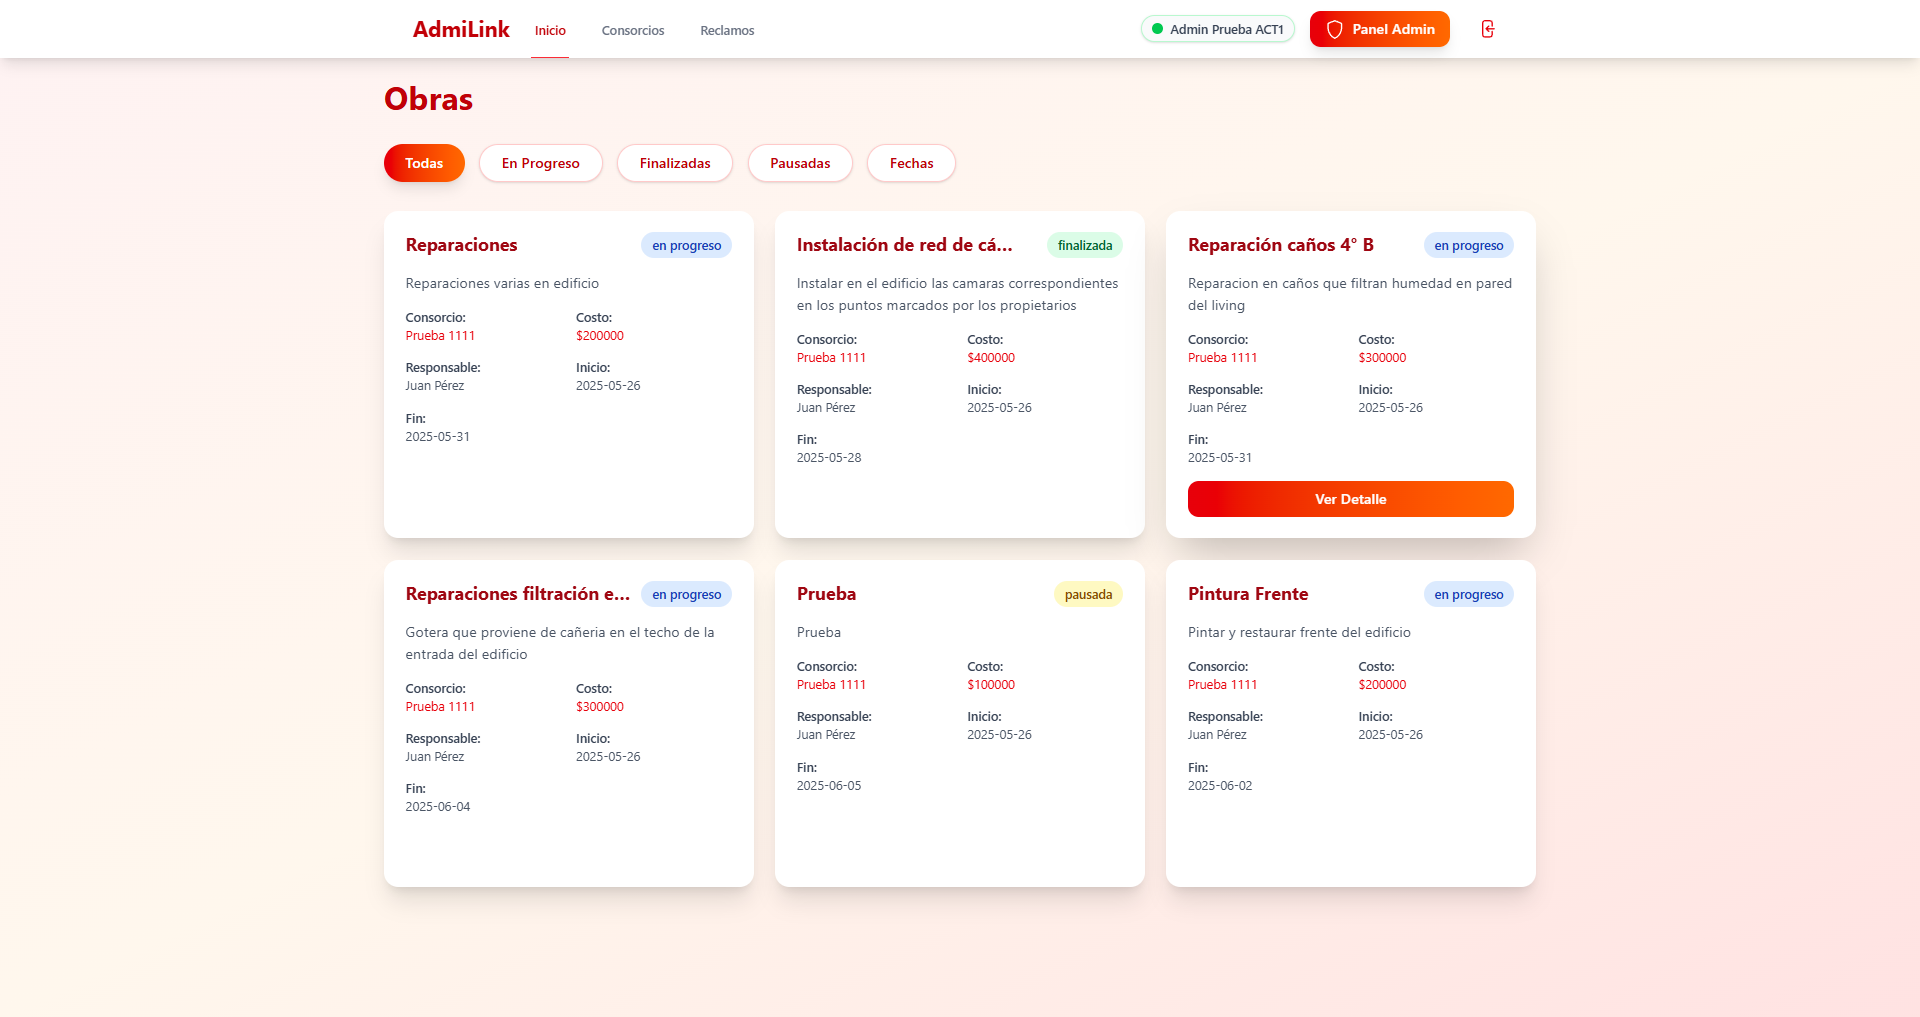 AdmiLink
Inicio
Consorcios
Reclamos
Admin Prueba ACT1
Panel Admin
Obras
Todas
En Progreso
Finalizadas
Pausadas
Fechas
Reparaciones
en progreso
Reparaciones varias en edificio
Consorcio:
Prueba 1111
Costo:
$200000
Responsable:
Juan Pérez
Inicio:
2025-05-26
Fin:
2025-05-31
Instalación de red de cá...
finalizada
Instalar en el edificio las camaras correspondientes
en los puntos marcados por los propietarios
Consorcio:
Prueba 1111
Costo:
$400000
Responsable:
Juan Pérez
Inicio:
2025-05-26
Fin:
2025-05-28
Reparación caños 4° B
en progreso
Reparacion en caños que filtran humedad en pared
del living
Consorcio:
Prueba 1111
Costo:
$300000
Responsable:
Juan Pérez
Inicio:
2025-05-26
Fin:
2025-05-31
Ver Detalle
Reparaciones filtración e...
en progreso
Gotera que proviene de cañeria en el techo de la
entrada del edificio
Consorcio:
Prueba 1111
Costo:
$300000
Responsable:
Juan Pérez
Inicio:
2025-05-26
Fin:
2025-06-04
Prueba
pausada
Prueba
Consorcio:
Prueba 1111
Costo:
$100000
Responsable:
Juan Pérez
Inicio:
2025-05-26
Fin:
2025-06-05
Pintura Frente
en progreso
Pintar y restaurar frente del edificio
Consorcio:
Prueba 1111
Costo:
$200000
Responsable:
Juan Pérez
Inicio:
2025-05-26
Fin:
2025-06-02